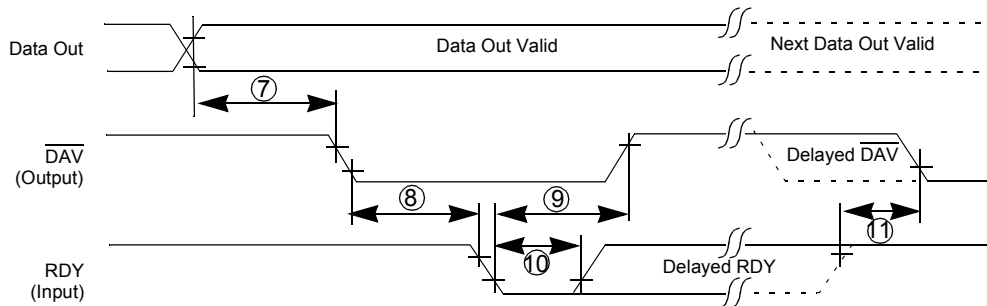 Data Out
Data Out Valid
Next Data Out Valid
⑦
DAV
(Output)
Delayed DAV
⑧
⑨
⑪
RDY
(Input)
⑩
Delayed RDY